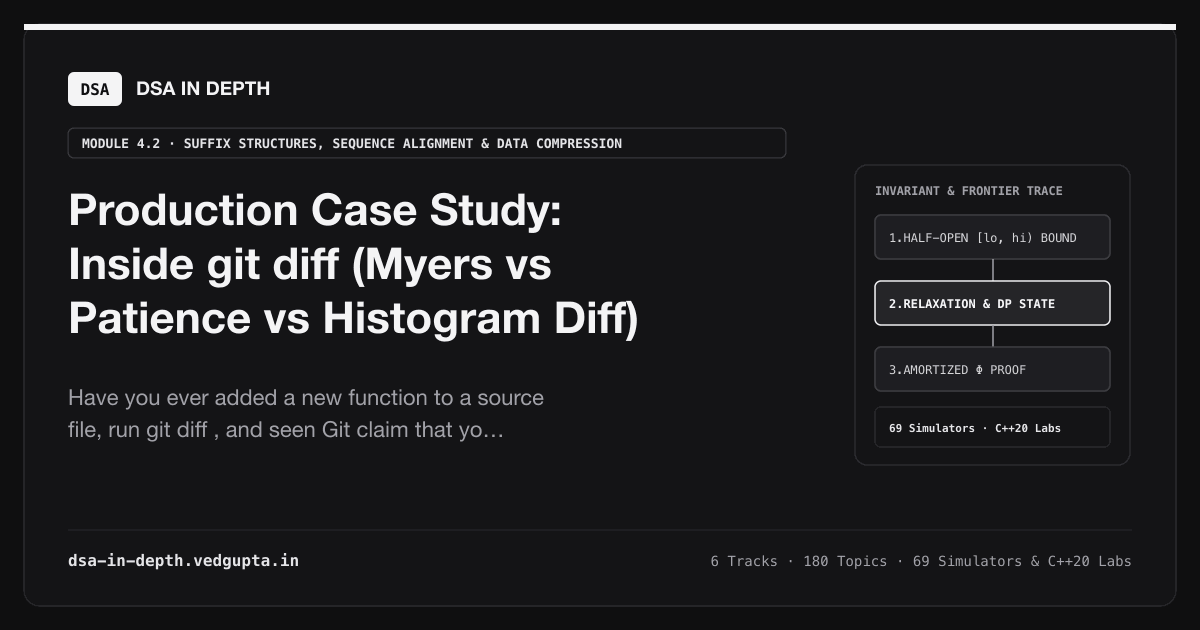 DSA
DSA IN DEPTH
MODULE 4.2 · SUFFIX STRUCTURES, SEQUENCE ALIGNMENT & DATA COMPRESSION
Production Case Study:
Inside git diff (Myers vs
Patience vs Histogram Diff)
Have you ever added a new function to a source
file, run git diff , and seen Git claim that yo…
INVARIANT & FRONTIER TRACE
1.HALF-OPEN [lo, hi) BOUND
2.RELAXATION & DP STATE
3.AMORTIZED Φ PROOF
69 Simulators · C++20 Labs
dsa-in-depth.vedgupta.in
6 Tracks · 180 Topics · 69 Simulators & C++20 Labs